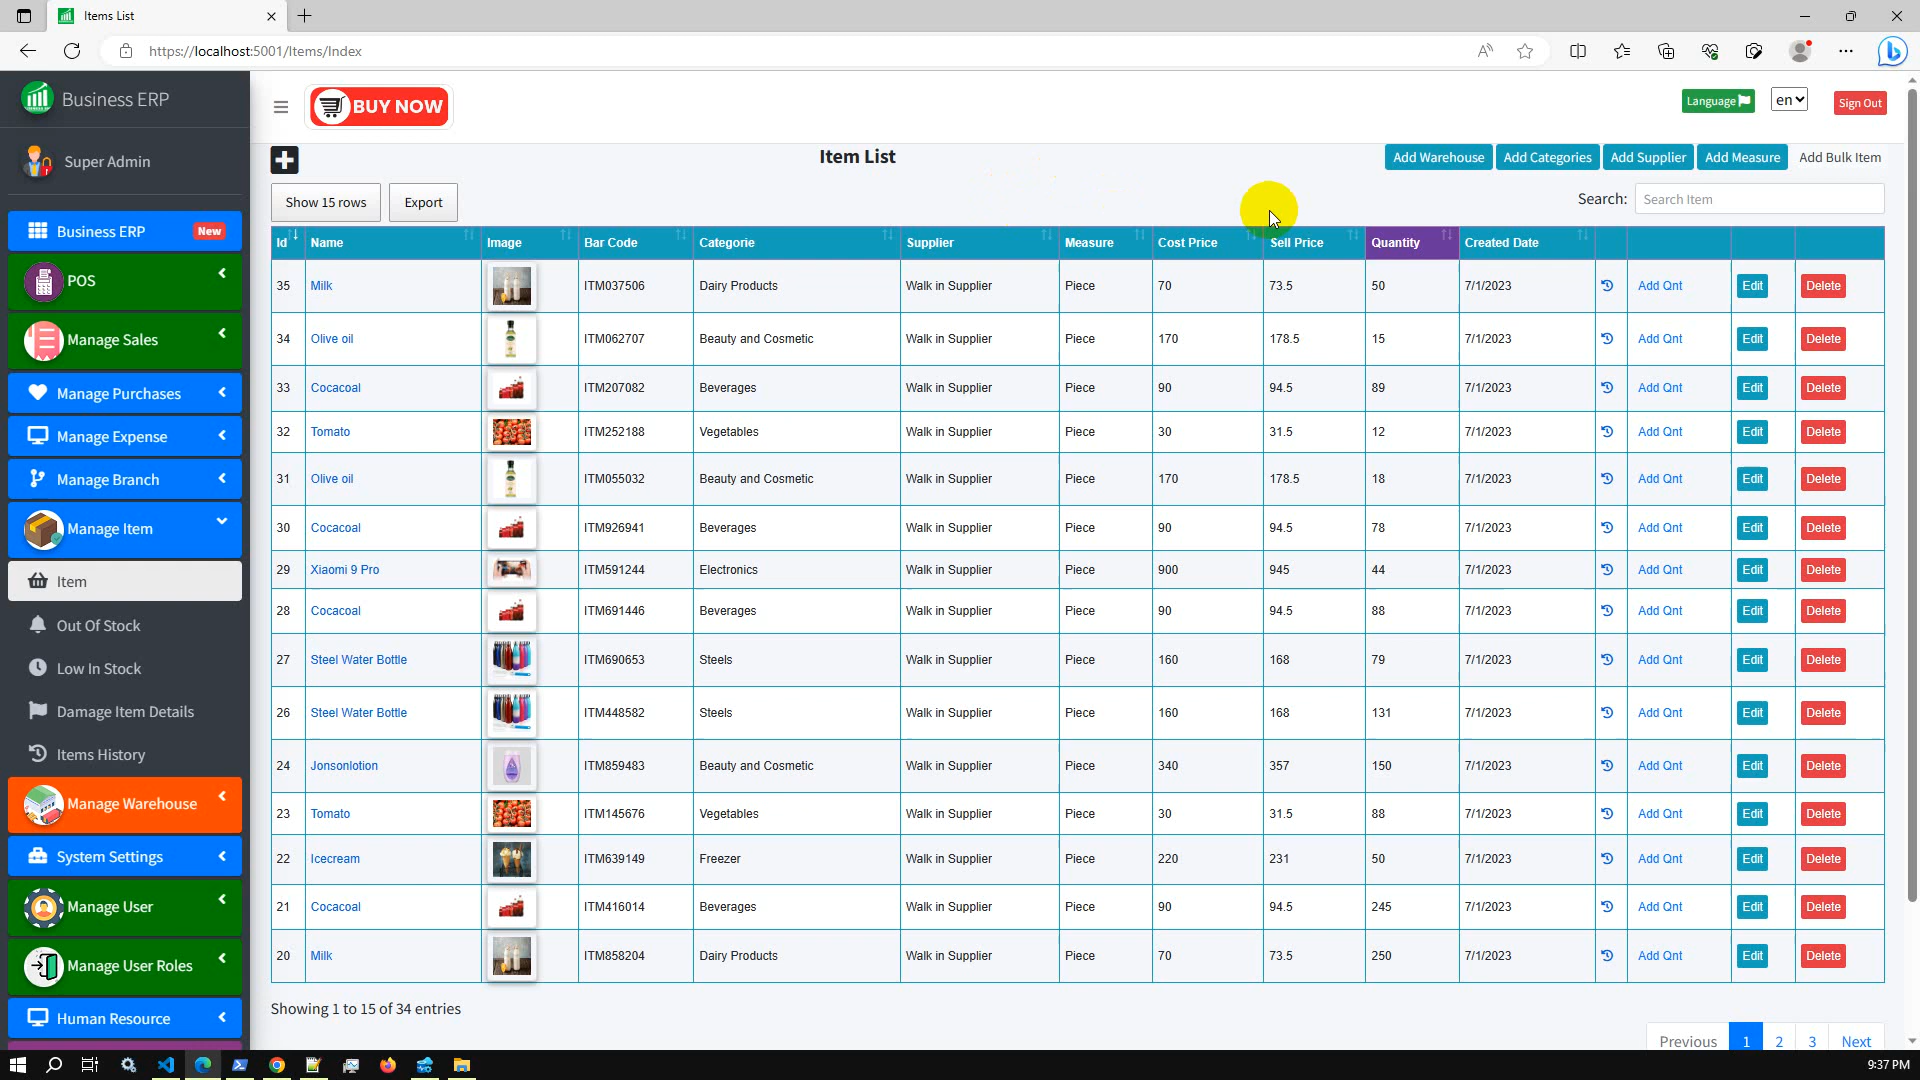 Items List
https://localhost:5001/Items/Index
Business ERP
BUY NOW
Language
en
Sign Out
Super Admin
Item List
Add Warehouse Add Categories Add Supplier Add Measure Add Bulk Item
Show 15 rows Export Search: Search Item
Business ERP New
POS
Manage Sales
Manage Purchases
Manage Expense
Manage Branch
Manage Item
Item
Out Of Stock
Low In Stock
Damage Item Details
Items History
Manage Warehouse
System Settings
Manage User
Manage User Roles
Human Resource
Id Name Image Bar Code Categorie Supplier Measure Cost Price Sell Price Quantity Created Date
35 Milk ITM037506 Dairy Products Walk in Supplier Piece 70 73.5 50 7/1/2023 Add Qnt Edit Delete
34 Olive oil ITM062707 Beauty and Cosmetic Walk in Supplier Piece 170 178.5 15 7/1/2023 Add Qnt Edit Delete
33 Cocacoal ITM207082 Beverages Walk in Supplier Piece 90 94.5 89 7/1/2023 Add Qnt Edit Delete
32 Tomato ITM252188 Vegetables Walk in Supplier Piece 30 31.5 12 7/1/2023 Add Qnt Edit Delete
31 Olive oil ITM055032 Beauty and Cosmetic Walk in Supplier Piece 170 178.5 18 7/1/2023 Add Qnt Edit Delete
30 Cocacoal ITM926941 Beverages Walk in Supplier Piece 90 94.5 78 7/1/2023 Add Qnt Edit Delete
29 Xiaomi 9 Pro ITM591244 Electronics Walk in Supplier Piece 900 945 44 7/1/2023 Add Qnt Edit Delete
28 Cocacoal ITM691446 Beverages Walk in Supplier Piece 90 94.5 88 7/1/2023 Add Qnt Edit Delete
27 Steel Water Bottle ITM690653 Steels Walk in Supplier Piece 160 168 79 7/1/2023 Add Qnt Edit Delete
26 Steel Water Bottle ITM448582 Steels Walk in Supplier Piece 160 168 131 7/1/2023 Add Qnt Edit Delete
24 Jonsonlotion ITM859483 Beauty and Cosmetic Walk in Supplier Piece 340 357 150 7/1/2023 Add Qnt Edit Delete
23 Tomato ITM145676 Vegetables Walk in Supplier Piece 30 31.5 88 7/1/2023 Add Qnt Edit Delete
22 Icecream ITM639149 Freezer Walk in Supplier Piece 220 231 50 7/1/2023 Add Qnt Edit Delete
21 Cocacoal ITM416014 Beverages Walk in Supplier Piece 90 94.5 245 7/1/2023 Add Qnt Edit Delete
20 Milk ITM858204 Dairy Products Walk in Supplier Piece 70 73.5 250 7/1/2023 Add Qnt Edit Delete
Showing 1 to 15 of 34 entries
Previous 1 2 3 Next
9:37 PM